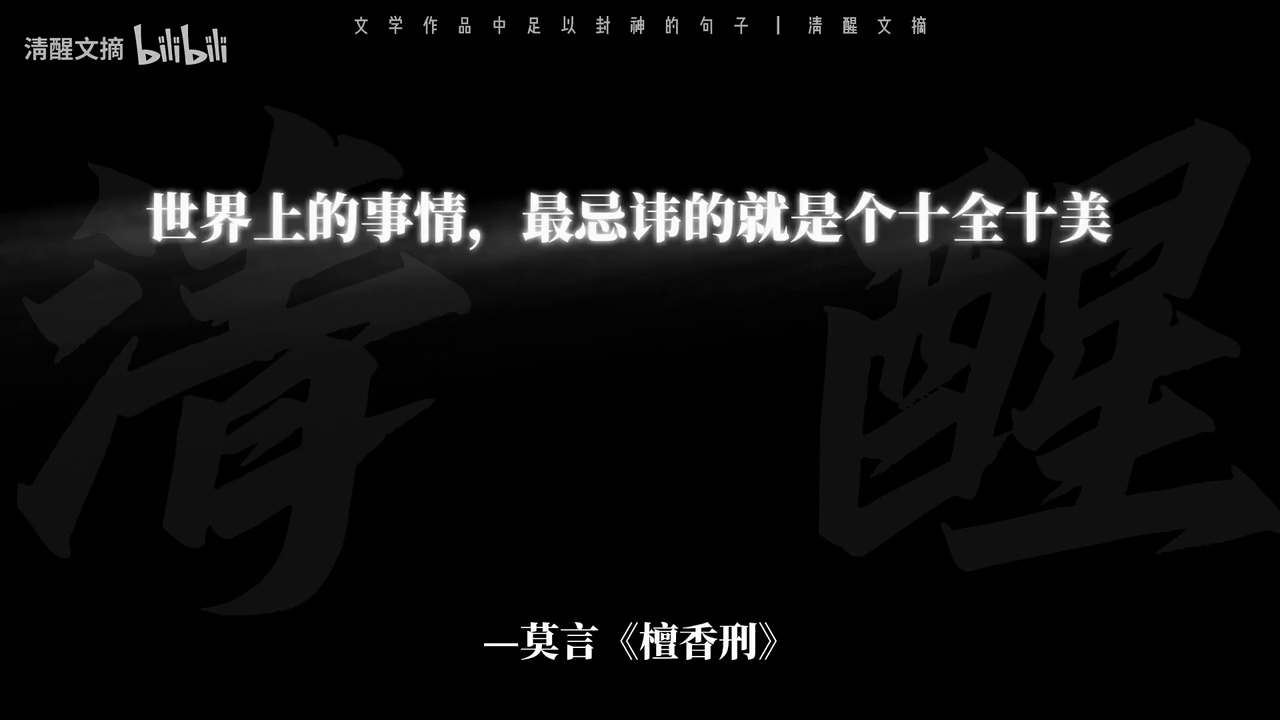 文学作品中足以封神的句子 | 清醒文摘
清醒文摘 bilibili
清醒
世界上的事情，最忌讳的就是个十全十美
—莫言《檀香刑》